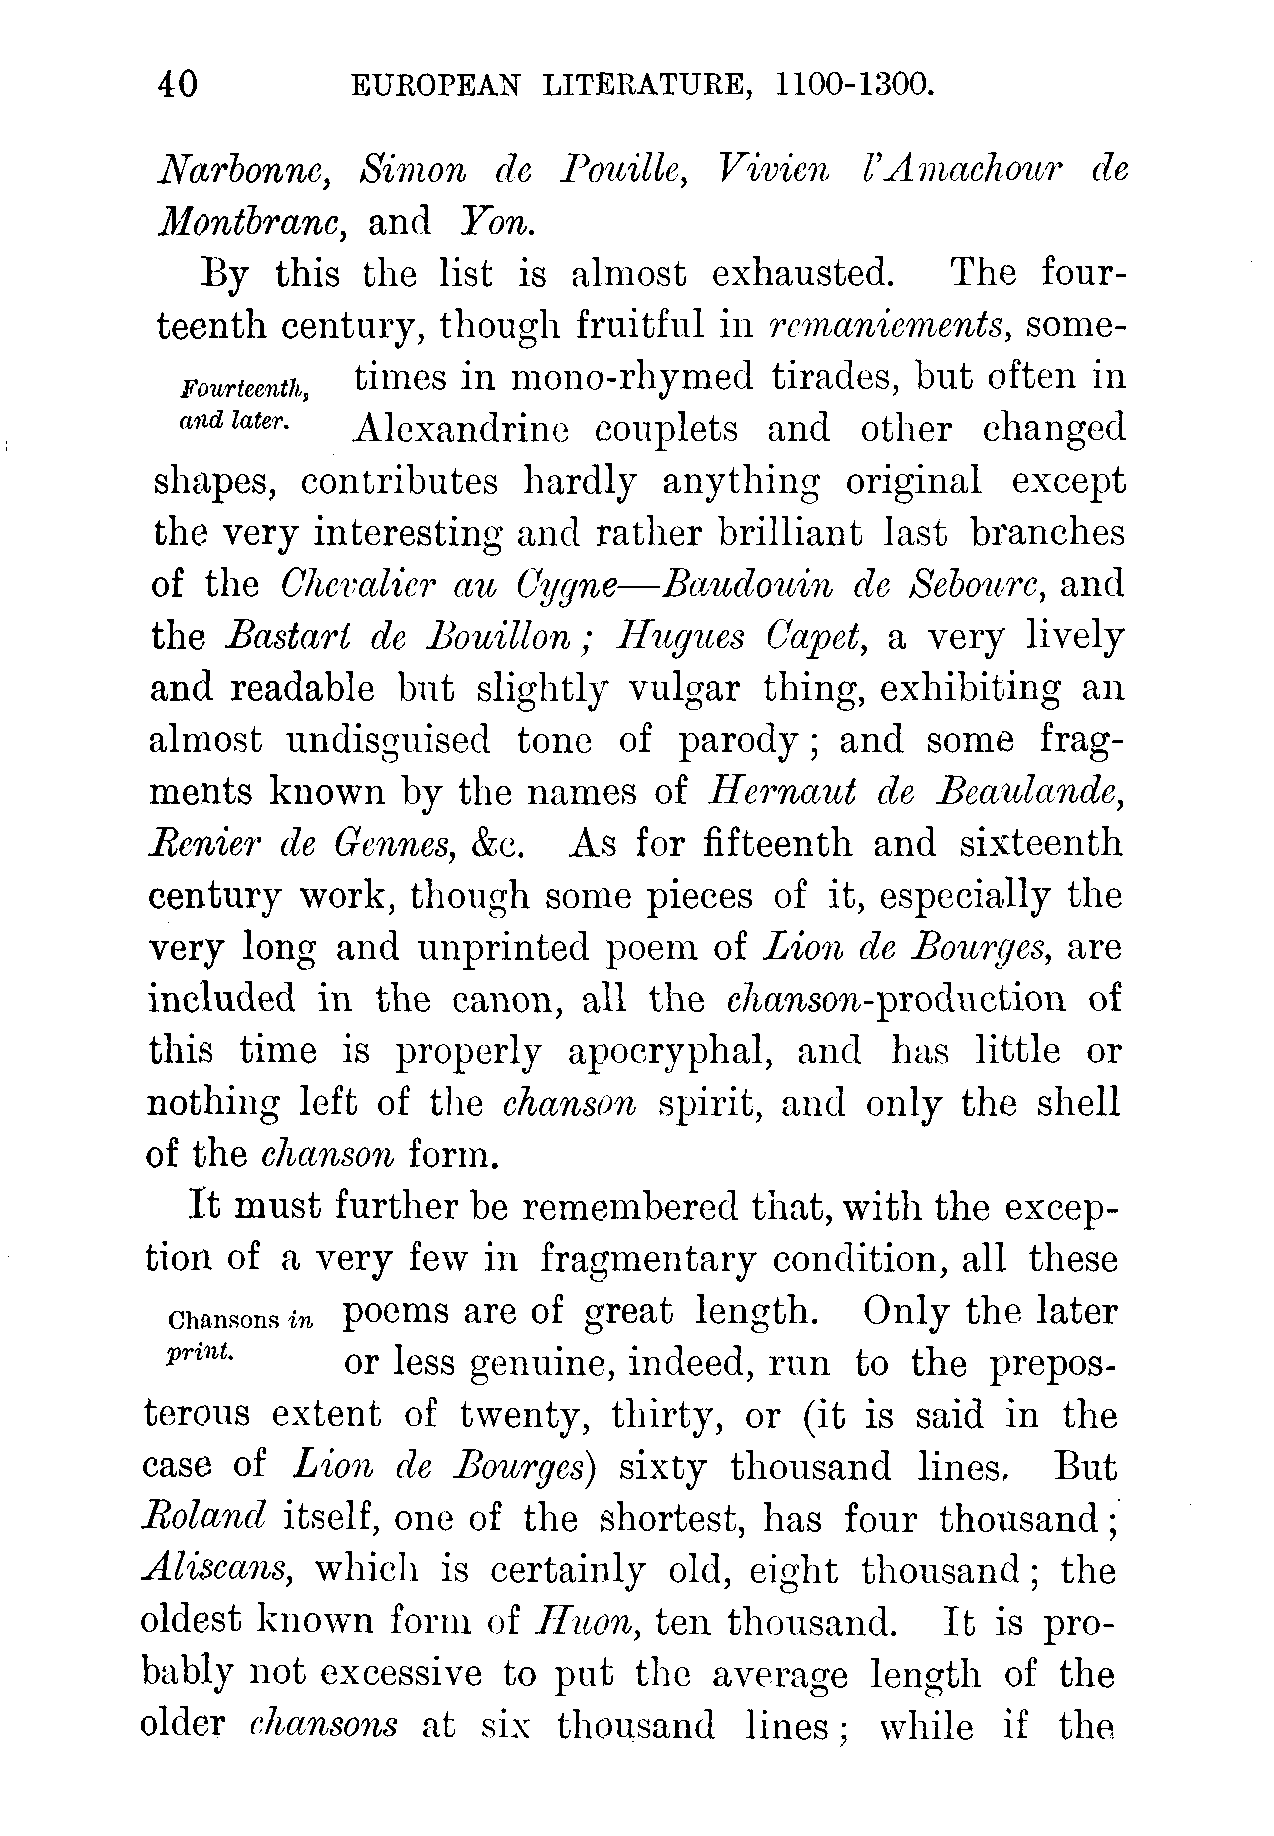 40 EUROPEAN LITERATURE, 1100-1300.
Narbonne, Simon de Pouille, Vivien l'Amachour de
Montbranc, and Yon.
By this the list is almost exhausted. The four-
teenth century, though fruitful in remaniements, some-
Fourteenth,
and later.
times in mono-rhymed tirades, but often in
Alexandrine couplets and other changed
shapes, contributes hardly anything original except
the very interesting and rather brilliant last branches
of the Chevalier au Cygne—Baudouin de Sebourc, and
the Bastart de Bouillon; Hugues Capet, a very lively
and readable but slightly vulgar thing, exhibiting an
almost undisguised tone of parody; and some frag-
ments known by the names of Hernaut de Beaulande,
Renier de Gennes, &c. As for fifteenth and sixteenth
century work, though some pieces of it, especially the
very long and unprinted poem of Lion de Bourges, are
included in the canon, all the chanson-production of
this time is properly apocryphal, and has little or
nothing left of the chanson spirit, and only the shell
of the chanson form.
It must further be remembered that, with the excep-
tion of a very few in fragmentary condition, all these
Chansons in
print.
poems are of great length. Only the later
or less genuine, indeed, run to the prepos-
terous extent of twenty, thirty, or (it is said in the
case of Lion de Bourges) sixty thousand lines. But
Roland itself, one of the shortest, has four thousand;
Aliscans, which is certainly old, eight thousand; the
oldest known form of Huon, ten thousand. It is pro-
bably not excessive to put the average length of the
older chansons at six thousand lines; while if the